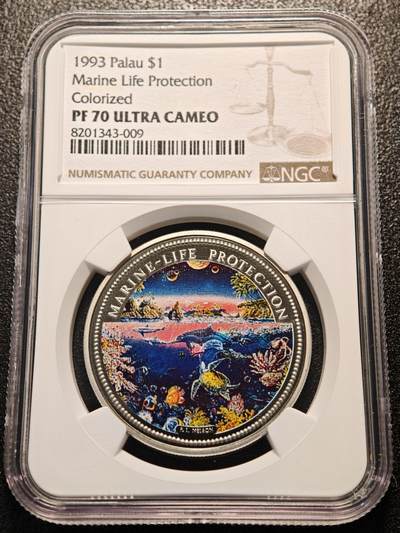 1993 Palau $1
Marine Life Protection
Colorized
PF 70 ULTRA CAMEO
8201343-009
NUMISMATIC GUARANTY COMPANY
NGC
MARINE-LIFE PROTECTION